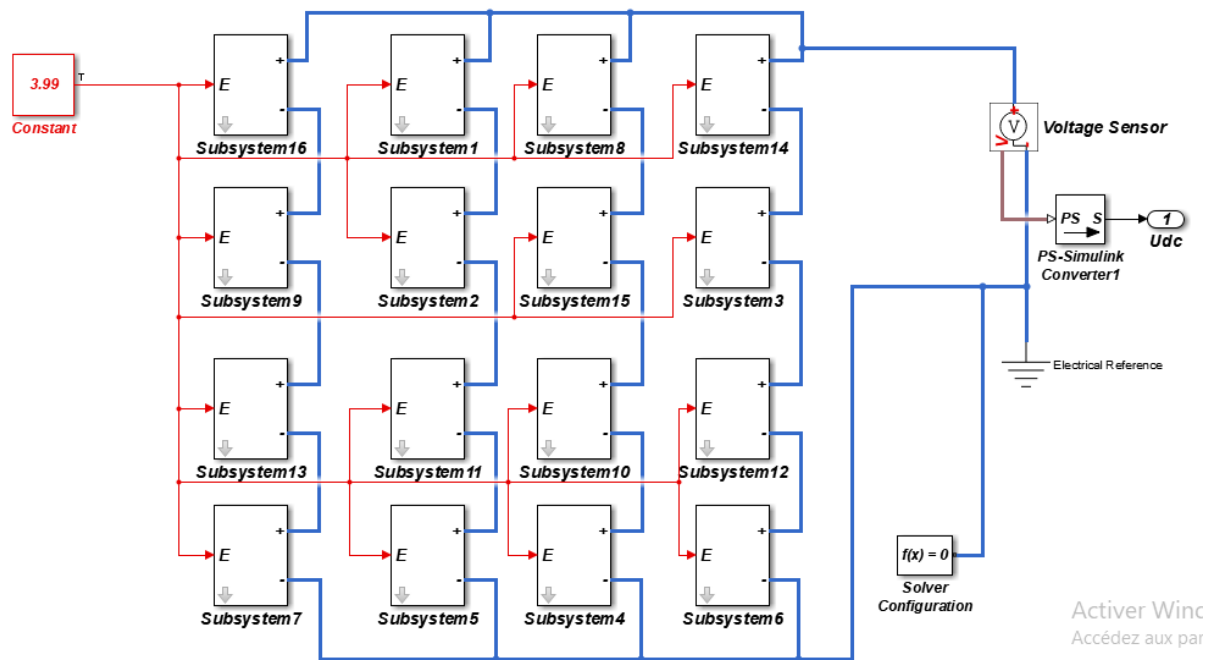 3.99
T
Constant
E
+
-
Subsystem16
E
+
-
Subsystem1
E
+
-
Subsystem8
E
+
-
Subsystem14
+
V
V
-
Voltage Sensor
E
+
-
Subsystem9
E
+
-
Subsystem2
E
+
-
Subsystem15
E
+
-
Subsystem3
PS S
PS-Simulink
Converter1
1
Udc
Electrical Reference
E
+
-
Subsystem13
E
+
-
Subsystem11
E
+
-
Subsystem10
E
+
-
Subsystem12
E
+
-
Subsystem7
E
+
-
Subsystem5
E
+
-
Subsystem4
E
+
-
Subsystem6
f(x) = 0
Solver
Configuration
Activer Winc
Accédez aux par